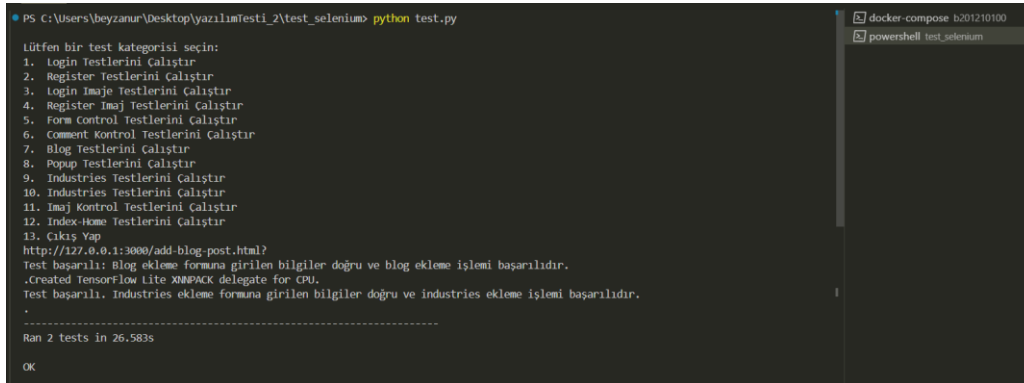 PS C:\Users\beyzanur\Desktop\yazılımTesti_2\test_selenium> python test.py
Lütfen bir test kategorisi seçin:
1. Login Testlerini Çalıştır
2. Register Testlerini Çalıştır
3. Login Imaje Testlerini Çalıştır
4. Register Imaj Testlerini Çalıştır
5. Form Control Testlerini Çalıştır
6. Comment Kontrol Testlerini Çalıştır
7. Blog Testlerini Çalıştır
8. Popup Testlerini Çalıştır
9. Industries Testlerini Çalıştır
10. Industries Testlerini Çalıştır
11. Imaj Kontrol Testlerini Çalıştır
12. Index-Home Testlerini Çalıştır
13. Çıkış Yap
http://127.0.0.1:3000/add-blog-post.html?
Test başarılı: Blog ekleme formuna girilen bilgiler doğru ve blog ekleme işlemi başarılıdır.
.Created TensorFlow Lite XNNPACK delegate for CPU.
Test başarılı. Industries ekleme formuna girilen bilgiler doğru ve industries ekleme işlemi başarılıdır.
.
----------------------------------------------------------------------
Ran 2 tests in 26.583s
OK
docker-compose b201210100
powershell test_selenium